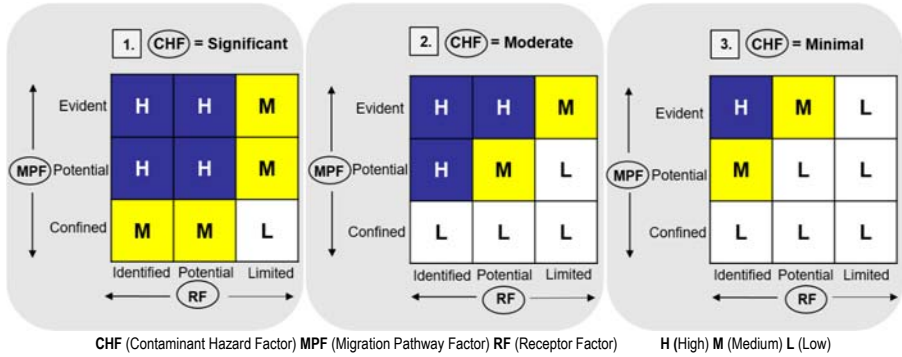 1. CHF = Significant
Evident H H M
MPF Potential H H M
Confined M M L
Identified Potential Limited
RF
2. CHF = Moderate
Evident H H M
MPF Potential H M L
Confined L L L
Identified Potential Limited
RF
3. CHF = Minimal
Evident H M L
MPF Potential M L L
Confined L L L
Identified Potential Limited
RF
CHF (Contaminant Hazard Factor) MPF (Migration Pathway Factor) RF (Receptor Factor) H (High) M (Medium) L (Low)